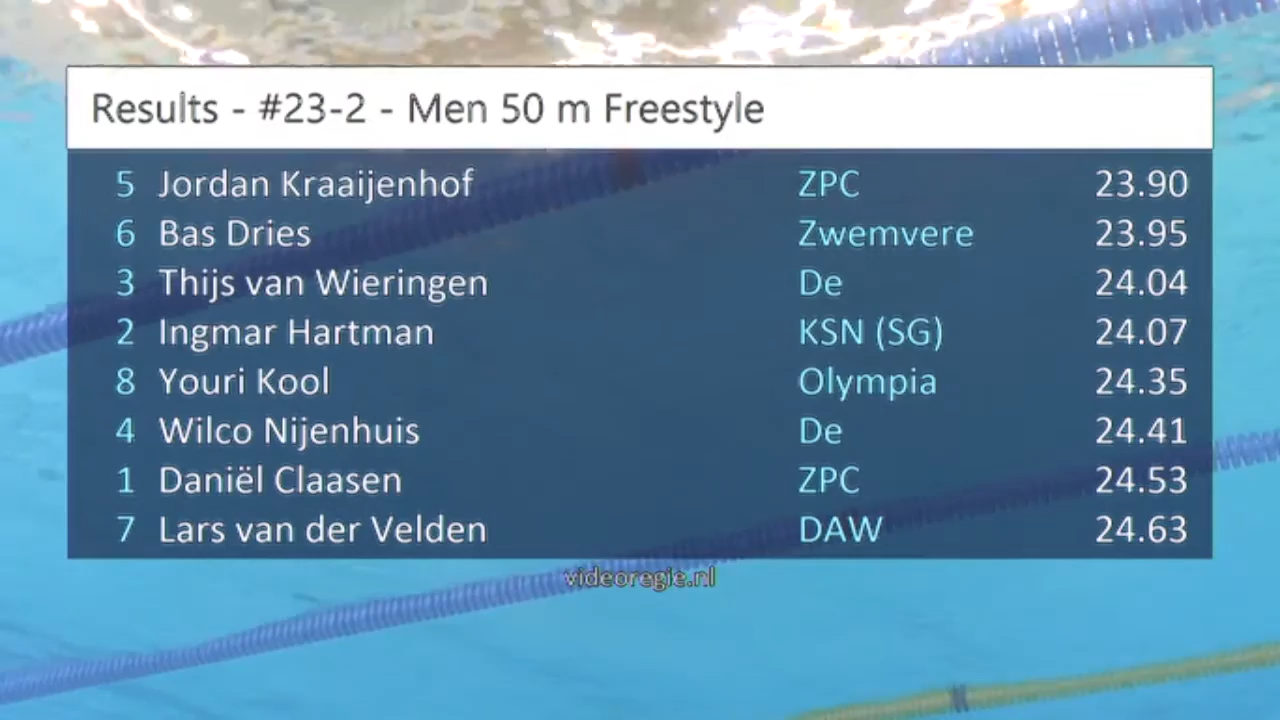 Results - #23-2 - Men 50 m Freestyle
5 Jordan Kraaijenhof ZPC 23.90
6 Bas Dries Zwemvere 23.95
3 Thijs van Wieringen De 24.04
2 Ingmar Hartman KSN (SG) 24.07
8 Youri Kool Olympia 24.35
4 Wilco Nijenhuis De 24.41
1 Daniël Claasen ZPC 24.53
7 Lars van der Velden DAW 24.63
videoregie.nl